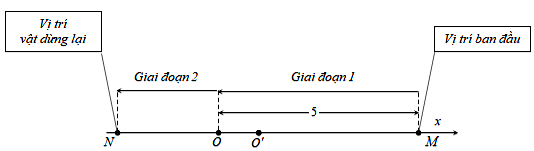 Vị trí
vật dừng lại
Vị trí ban đầu
Giai đoạn 2
Giai đoạn 1
5
x
N
O
O'
M